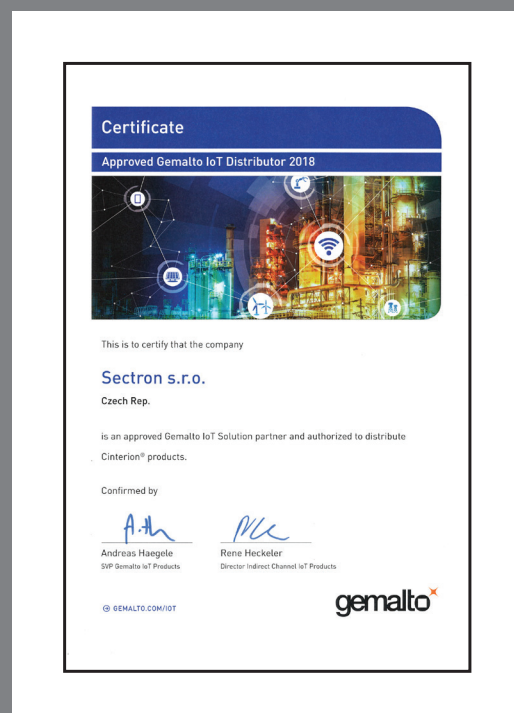 Certificate
Approved Gemalto IoT Distributor 2018
This is to certify that the company
Sectron s.r.o.
Czech Rep.
is an approved Gemalto IoT Solution partner and authorized to distribute
Cinterion® products.
Confirmed by
Andreas Haegele
SVP Gemalto IoT Products
Rene Heckeler
Director Indirect Channel IoT Products
GEMALTO.COM/IOT
gemalto